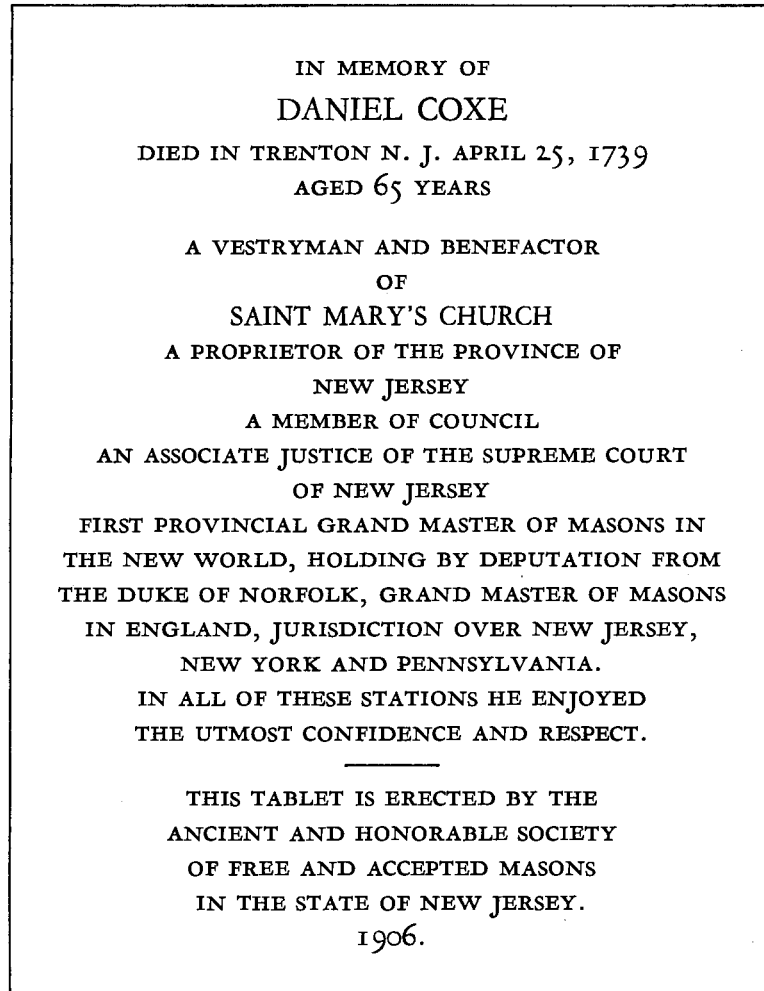 IN MEMORY OF
DANIEL COXE
DIED IN TRENTON N. J. APRIL 25, 1739
AGED 65 YEARS
A VESTRYMAN AND BENEFACTOR
OF
SAINT MARY'S CHURCH
A PROPRIETOR OF THE PROVINCE OF
NEW JERSEY
A MEMBER OF COUNCIL
AN ASSOCIATE JUSTICE OF THE SUPREME COURT
OF NEW JERSEY
FIRST PROVINCIAL GRAND MASTER OF MASONS IN
THE NEW WORLD, HOLDING BY DEPUTATION FROM
THE DUKE OF NORFOLK, GRAND MASTER OF MASONS
IN ENGLAND, JURISDICTION OVER NEW JERSEY,
NEW YORK AND PENNSYLVANIA.
IN ALL OF THESE STATIONS HE ENJOYED
THE UTMOST CONFIDENCE AND RESPECT.
THIS TABLET IS ERECTED BY THE
ANCIENT AND HONORABLE SOCIETY
OF FREE AND ACCEPTED MASONS
IN THE STATE OF NEW JERSEY.
1906.